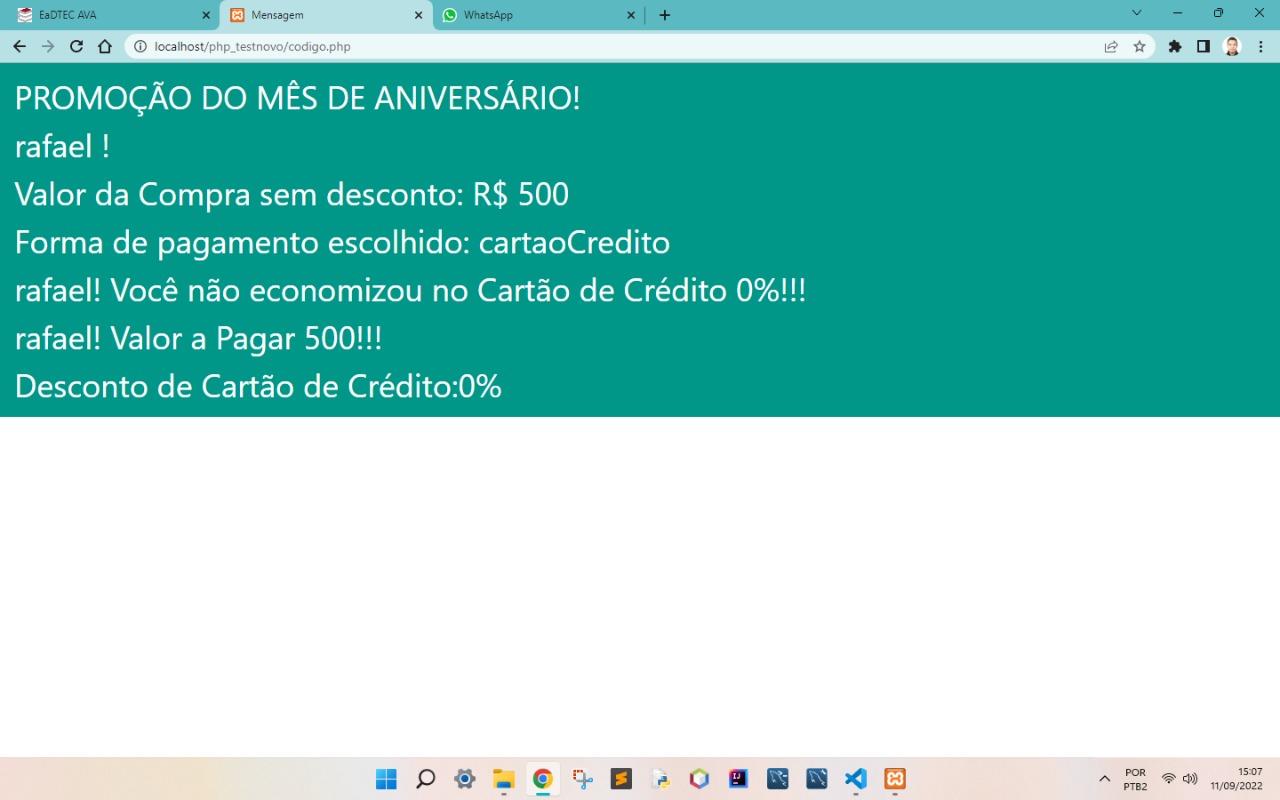 EaDTEC AVA
Mensagem
WhatsApp
localhost/php_testnovo/codigo.php
PROMOÇÃO DO MÊS DE ANIVERSÁRIO!
rafael !
Valor da Compra sem desconto: R$ 500
Forma de pagamento escolhido: cartaoCredito
rafael! Você não economizou no Cartão de Crédito 0%!!!
rafael! Valor a Pagar 500!!!
Desconto de Cartão de Crédito:0%
POR
PTB2
15:07
11/09/2022